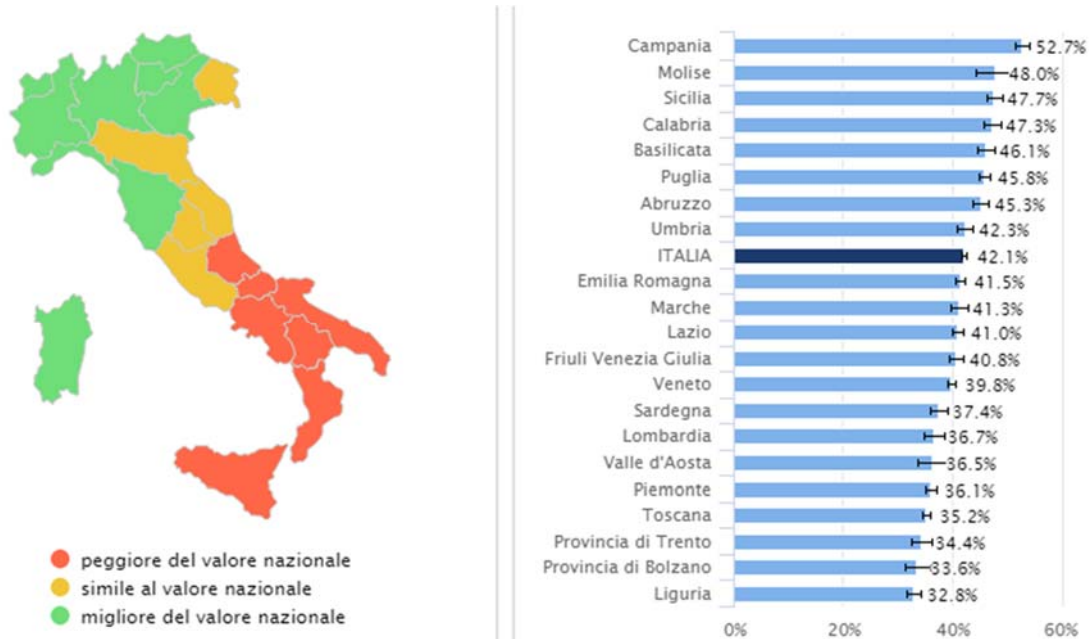 peggiore del valore nazionale
simile al valore nazionale
migliore del valore nazionale
Campania 52.7%
Molise 48.0%
Sicilia 47.7%
Calabria 47.3%
Basilicata 46.1%
Puglia 45.8%
Abruzzo 45.3%
Umbria 42.3%
ITALIA 42.1%
Emilia Romagna 41.5%
Marche 41.3%
Lazio 41.0%
Friuli Venezia Giulia 40.8%
Veneto 39.8%
Sardegna 37.4%
Lombardia 36.7%
Valle d'Aosta 36.5%
Piemonte 36.1%
Toscana 35.2%
Provincia di Trento 34.4%
Provincia di Bolzano 33.6%
Liguria 32.8%
0% 20% 40% 60%